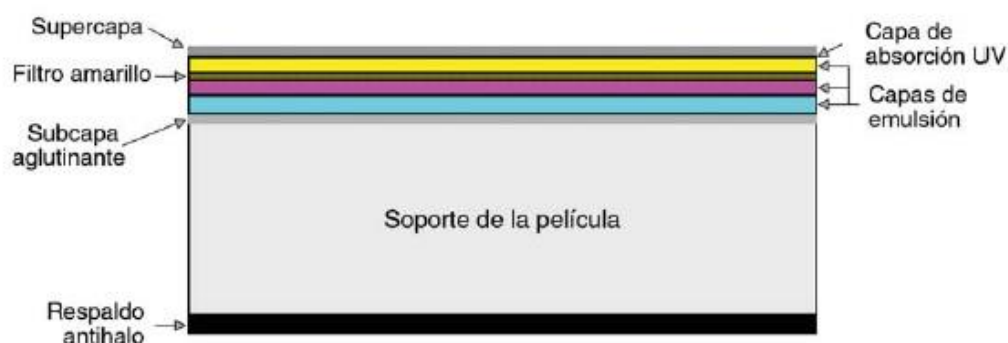 Supercapa
Filtro amarillo
Subcapa
aglutinante
Soporte de la película
Respaldo
antihalo
Capa de
absorción UV
Capas de
emulsión